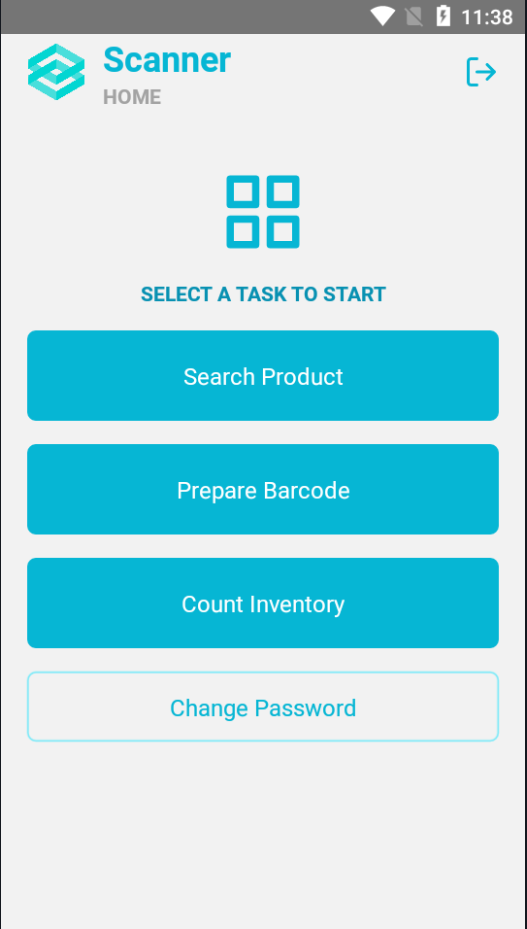 11:38
Scanner
HOME
SELECT A TASK TO START
Search Product
Prepare Barcode
Count Inventory
Change Password